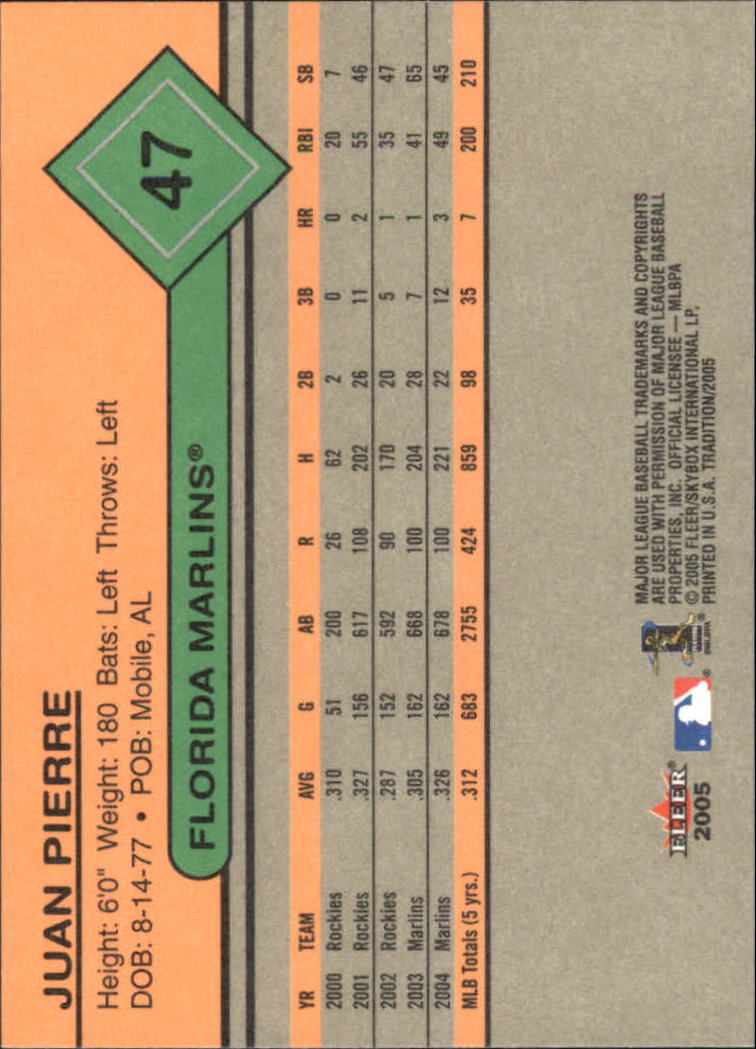 JUAN PIERRE
Height: 6'0" Weight: 180 Bats: Left Throws: Left
DOB: 8-14-77 • POB: Mobile, AL
FLORIDA MARLINS®
47
YR TEAM AVG G AB R H 2B 3B HR RBI SB
2000 Rockies .310 51 200 26 62 2 0 0 20 7
2001 Rockies .327 156 617 108 202 26 11 2 55 46
2002 Rockies .287 152 592 90 170 20 5 1 35 47
2003 Marlins .305 162 668 100 204 28 7 1 41 65
2004 Marlins .326 162 678 100 221 22 12 3 49 45
MLB Totals (5 yrs.) .312 683 2755 424 859 98 35 7 200 210
FLEER®
2005
MAJOR LEAGUE BASEBALL TRADEMARKS AND COPYRIGHTS
ARE USED WITH PERMISSION OF MAJOR LEAGUE BASEBALL
PROPERTIES, INC. OFFICIAL LICENSEE — MLBPA
© 2005 FLEER/SKYBOX INTERNATIONAL LP,
PRINTED IN U.S.A. TRADITION/2005